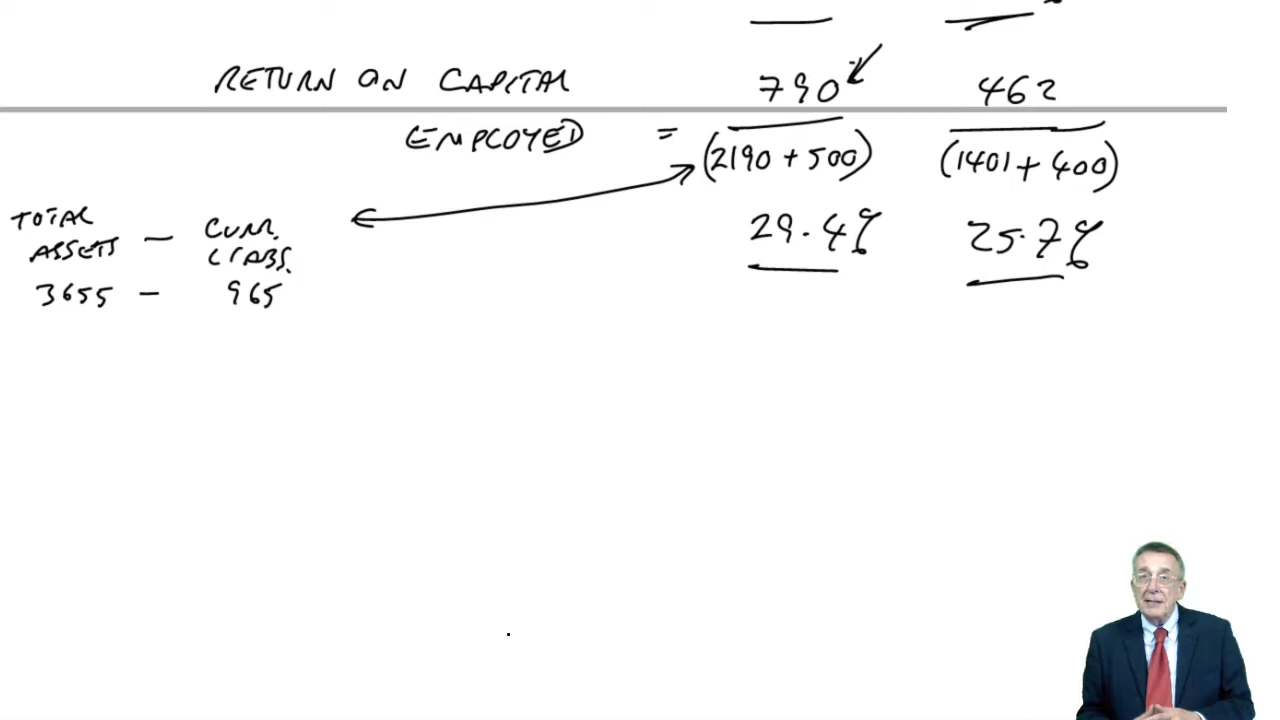 RETURN ON CAPITAL 790 462
EMPLOYED = (2190 + 500) (1401 + 400)
TOTAL ASSETS — CURR. LIABS. 29.4% 25.7%
3655 — 965